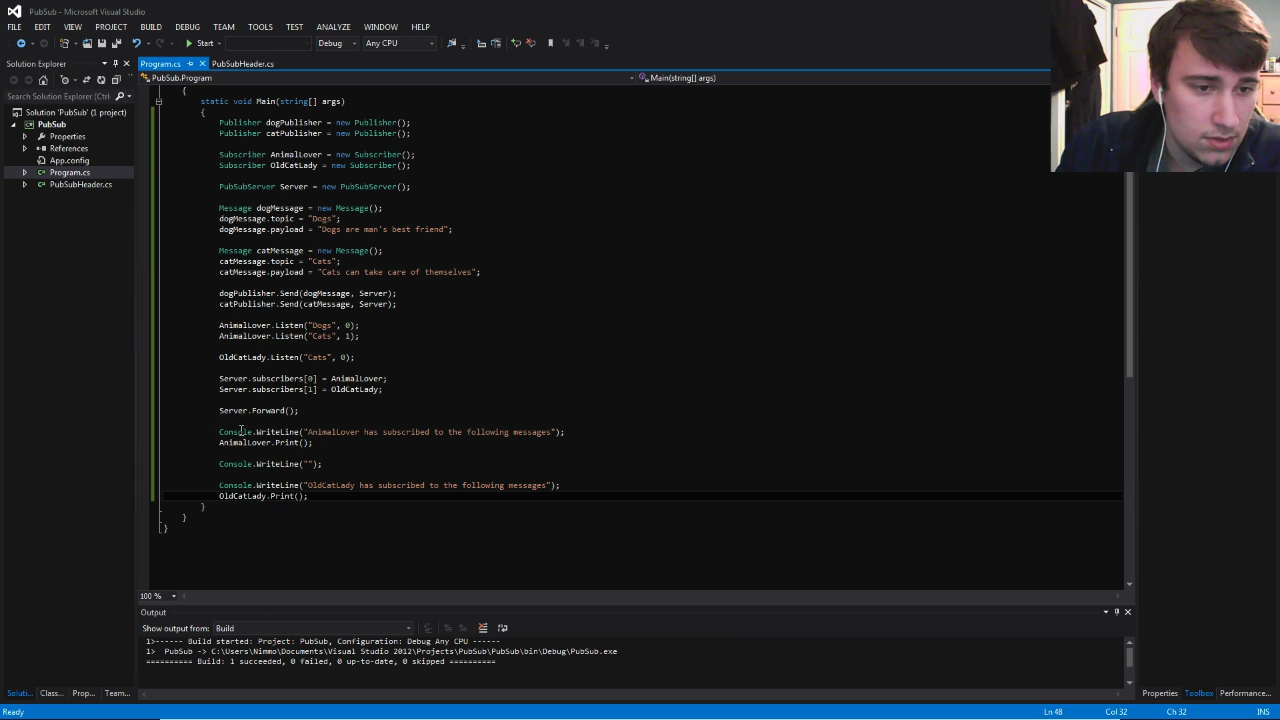 PubSub - Microsoft Visual Studio
FILE EDIT VIEW PROJECT BUILD DEBUG TEAM TOOLS TEST ANALYZE WINDOW HELP
Start Debug Any CPU
Solution Explorer
Search Solution Explorer (Ctrl
Solution 'PubSub' (1 project)
PubSub
Properties
References
App.config
Program.cs
PubSubHeader.cs
Program.cs PubSubHeader.cs
PubSub.Program Main(string[] args)
{
static void Main(string[] args)
{
Publisher dogPublisher = new Publisher();
Publisher catPublisher = new Publisher();
Subscriber AnimalLover = new Subscriber();
Subscriber OldCatLady = new Subscriber();
PubSubServer Server = new PubSubServer();
Message dogMessage = new Message();
dogMessage.topic = "Dogs";
dogMessage.payload = "Dogs are man's best friend";
Message catMessage = new Message();
catMessage.topic = "Cats";
catMessage.payload = "Cats can take care of themselves";
dogPublisher.Send(dogMessage, Server);
catPublisher.Send(catMessage, Server);
AnimalLover.Listen("Dogs", 0);
AnimalLover.Listen("Cats", 1);
OldCatLady.Listen("Cats", 0);
Server.subscribers[0] = AnimalLover;
Server.subscribers[1] = OldCatLady;
Server.Forward();
Console.WriteLine("AnimalLover has subscribed to the following messages");
AnimalLover.Print();
Console.WriteLine("");
Console.WriteLine("OldCatLady has subscribed to the following messages");
OldCatLady.Print();
}
}
}
100 %
Output
Show output from: Build
1>------ Build started: Project: PubSub, Configuration: Debug Any CPU ------
1>  PubSub -> C:\Users\Nimmo\Documents\Visual Studio 2012\Projects\PubSub\PubSub\bin\Debug\PubSub.exe
========== Build: 1 succeeded, 0 failed, 0 up-to-date, 0 skipped ==========
Soluti... Class... Prop... Team...
Properties Toolbox Performance...
Ready Ln 48 Col 32 Ch 32 INS